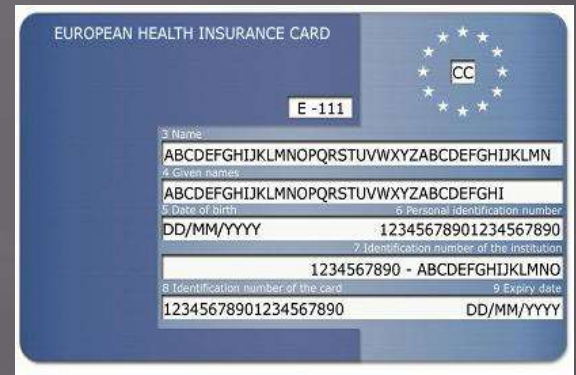 EUROPEAN HEALTH INSURANCE CARD
CC
E -111
3 Name
ABCDEFGHIJKLMNOPQRSTUVWXYZABCDEFGHIJKLMN
4 Given names
ABCDEFGHIJKLMNOPQRSTUVWXYZABCDEFGHI
5 Date of birth 6 Personal identification number
DD/MM/YYYY 12345678901234567890
7 Identification number of the institution
1234567890 - ABCDEFGHIJKLMNO
8 Identification number of the card 9 Expiry date
12345678901234567890 DD/MM/YYYY